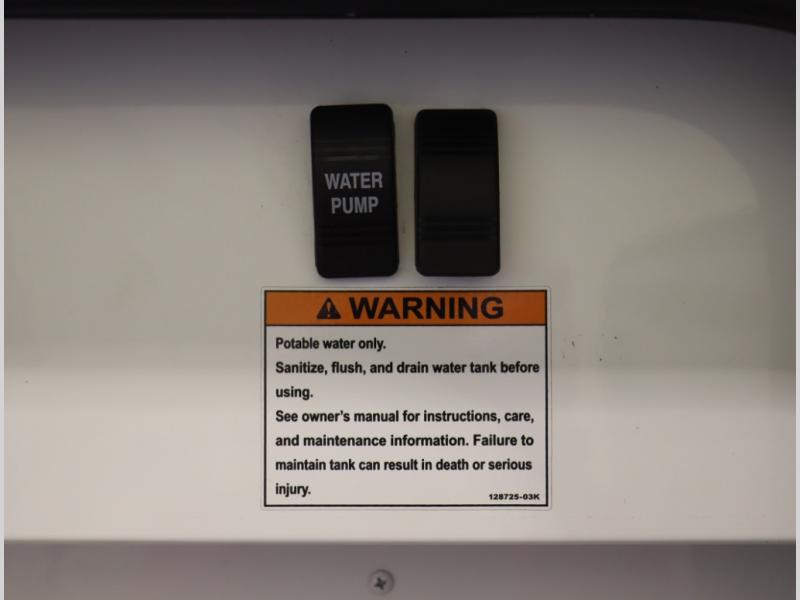 WATER
PUMP
WARNING
Potable water only.
Sanitize, flush, and drain water tank before
using.
See owner's manual for instructions, care,
and maintenance information. Failure to
maintain tank can result in death or serious
injury.
128725-03K